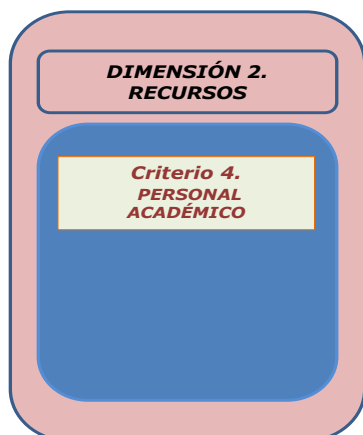 DIMENSIÓN 2.
RECURSOS
Criterio 4.
PERSONAL
ACADÉMICO